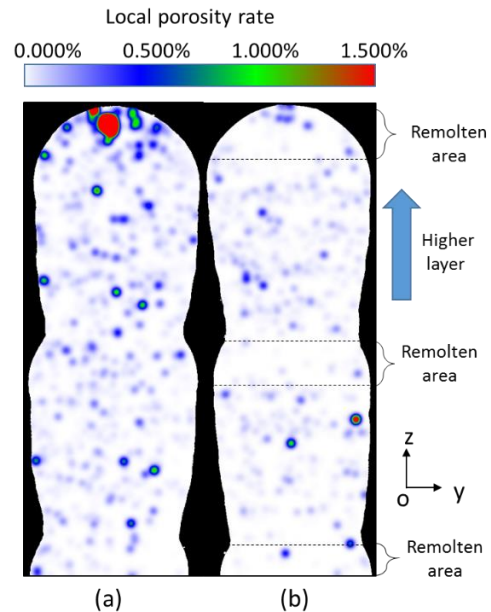 Local porosity rate
0.000% 0.500% 1.000% 1.500%
Remolten
area
Higher
layer
Remolten
area
z
o
y
Remolten
area
(a) (b)